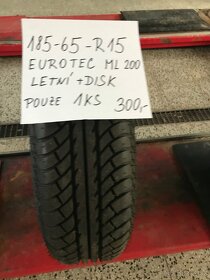 185-65-R15
EUROTEC ML 200
LETNÍ + DISK
POUZE 1KS 300,-